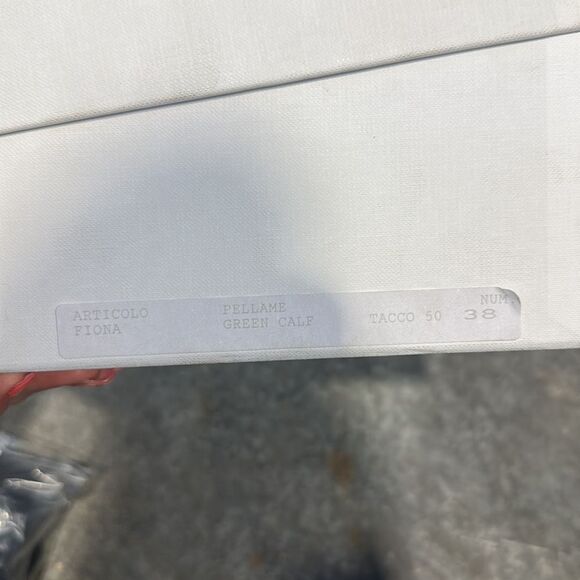 ARTICOLO PELLAME NUM.
FIONA GREEN CALF TACCO 50 38